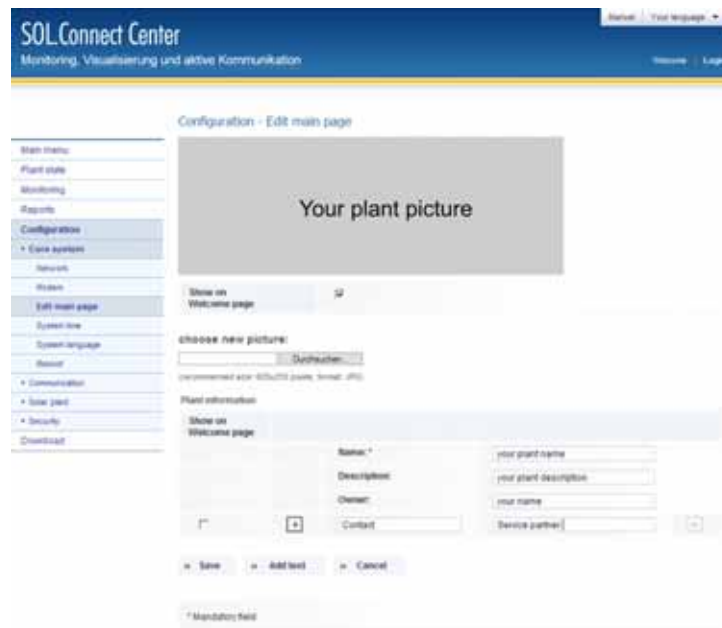 Manual Your language
SOL.Connect Center
Monitoring, Visualisierung und aktive Kommunikation
Welcome Login
Configuration - Edit main page
Main menu
Plant state
Monitoring
Reports
Configuration
Core system
Network
Modem
Edit main page
System time
System language
Reboot
Communication
Solar plant
Security
Download
Your plant picture
Show on
Welcome page
choose new picture:
Durchsuchen...
Plant information
Show on
Welcome page
Name: * your plant name
Description: your plant description
Owner: your name
+ Contact Service partner
» Save » Add text » Cancel
* Mandatory field